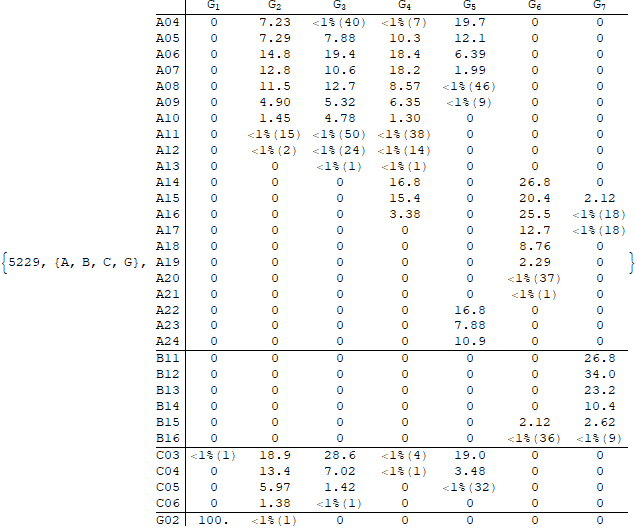 G1 G2 G3 G4 G5 G6 G7
A04 0 7.23 <1%(40) <1%(7) 19.7 0 0
A05 0 7.29 7.88 10.3 12.1 0 0
A06 0 14.8 19.4 18.4 6.39 0 0
A07 0 12.8 10.6 18.2 1.99 0 0
A08 0 11.5 12.7 8.57 <1%(46) 0 0
A09 0 4.90 5.32 6.35 <1%(9) 0 0
A10 0 1.45 4.78 1.30 0 0 0
A11 0 <1%(15) <1%(50) <1%(38) 0 0 0
A12 0 <1%(2) <1%(24) <1%(14) 0 0 0
A13 0 0 <1%(1) <1%(1) 0 0 0
A14 0 0 0 16.8 0 26.8 0
A15 0 0 0 15.4 0 20.4 2.12
A16 0 0 0 3.38 0 25.5 <1%(18)
A17 0 0 0 0 0 12.7 <1%(18)
A18 0 0 0 0 0 8.76 0
{5229, {A, B, C, G}, A19 0 0 0 0 0 2.29 0 }
A20 0 0 0 0 0 <1%(37) 0
A21 0 0 0 0 0 <1%(1) 0
A22 0 0 0 0 16.8 0 0
A23 0 0 0 0 7.88 0 0
A24 0 0 0 0 10.9 0 0
B11 0 0 0 0 0 0 26.8
B12 0 0 0 0 0 0 34.0
B13 0 0 0 0 0 0 23.2
B14 0 0 0 0 0 0 10.4
B15 0 0 0 0 0 2.12 2.62
B16 0 0 0 0 0 <1%(36) <1%(9)
C03 <1%(1) 18.9 28.6 <1%(4) 19.0 0 0
C04 0 13.4 7.02 <1%(1) 3.48 0 0
C05 0 5.97 1.42 0 <1%(32) 0 0
C06 0 1.38 <1%(1) 0 0 0 0
G02 100. <1%(1) 0 0 0 0 0